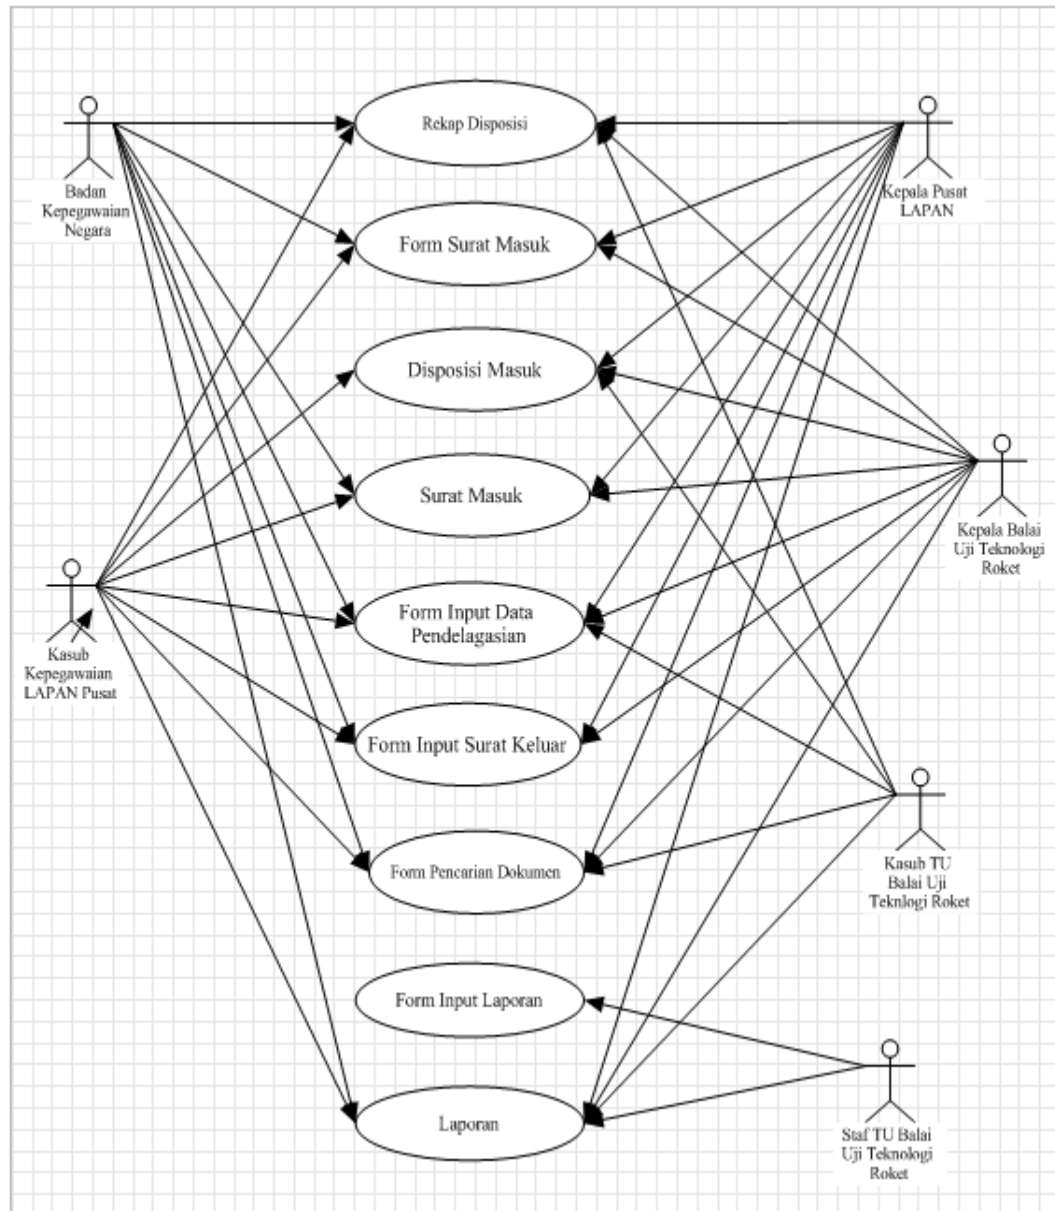 Rekap Disposisi
Badan
Kepegawaian
Negara
Kepala Pusat
LAPAN
Form Surat Masuk
Disposisi Masuk
Surat Masuk
Kepala Balai
Uji Teknologi
Roket
Form Input Data
Pendelagasian
Kasub
Kepegawaian
LAPAN Pusat
Form Input Surat Keluar
Form Pencarian Dokumen
Kasub TU
Balai Uji
Teknlogi Roket
Form Input Laporan
Laporan
Staf TU Balai
Uji Teknologi
Roket